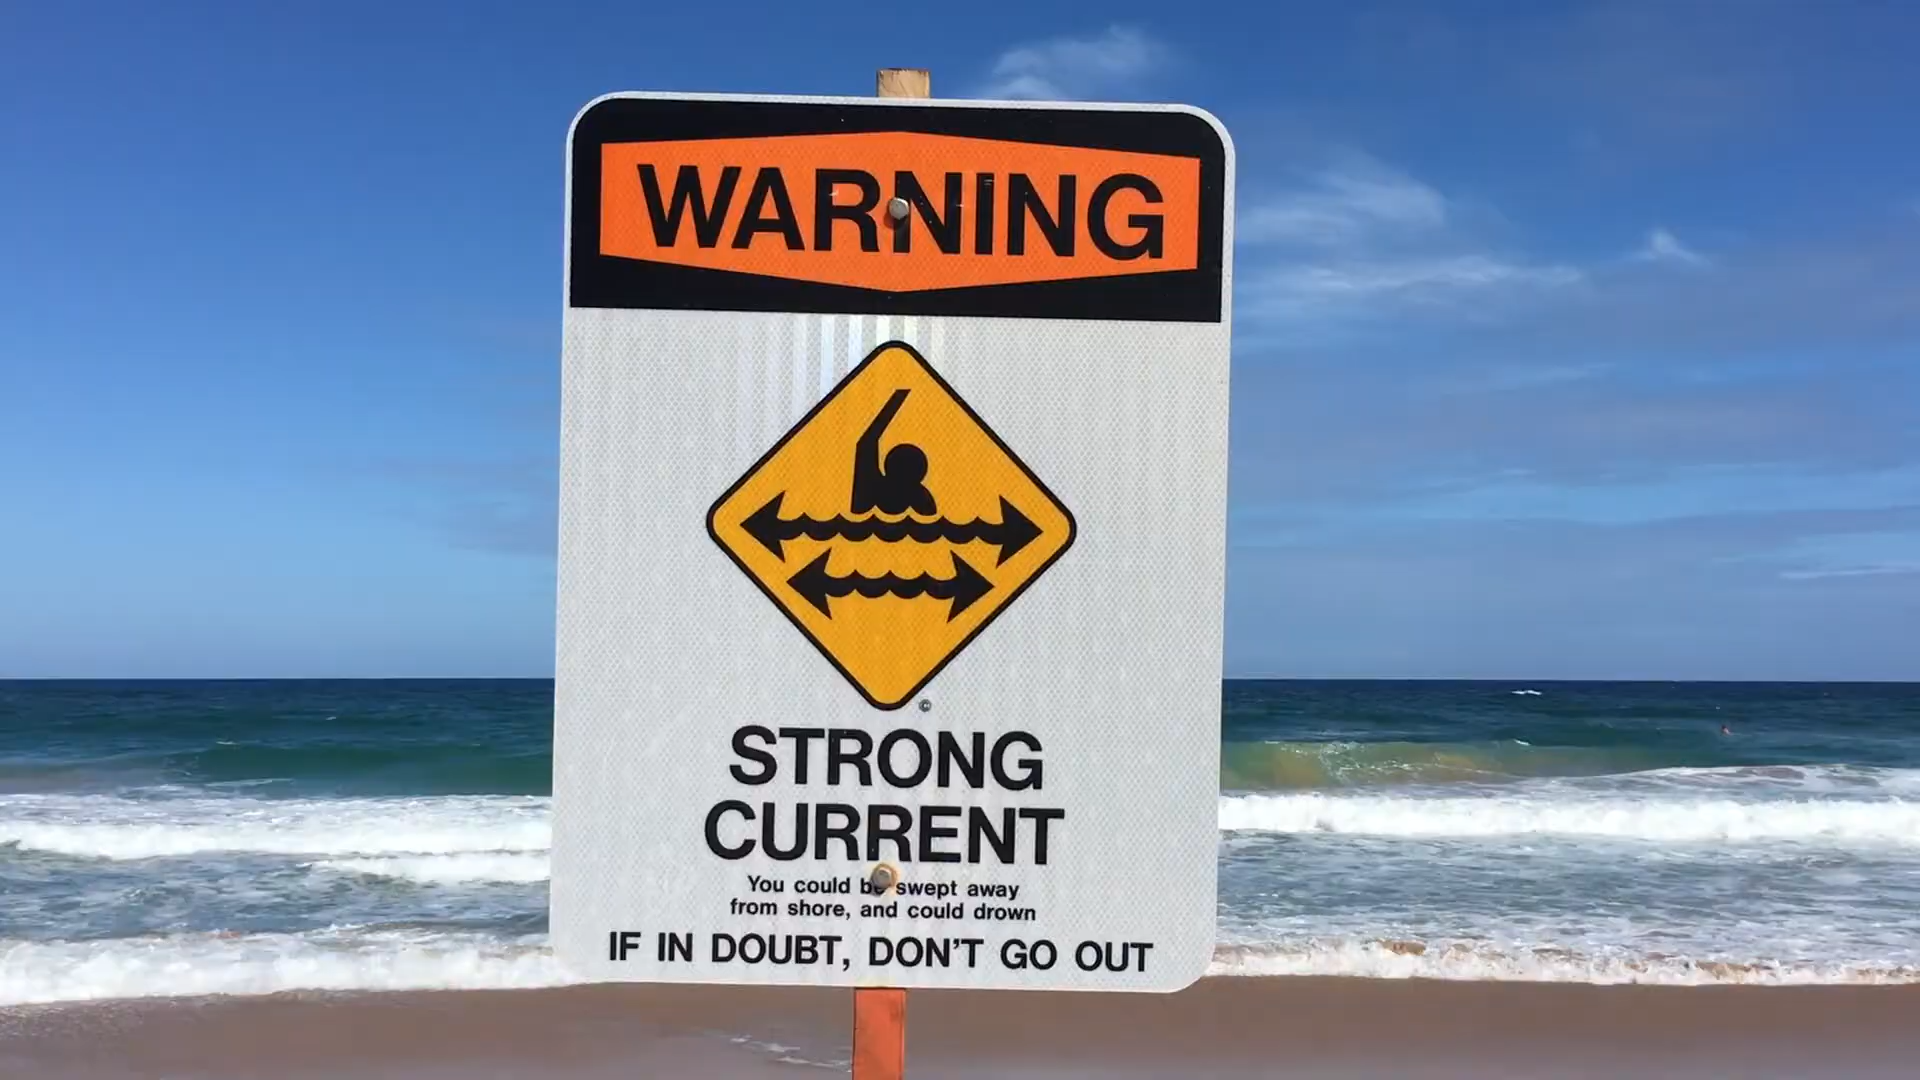 WARNING
STRONG
CURRENT
You could be swept away
from shore, and could drown
IF IN DOUBT, DON'T GO OUT